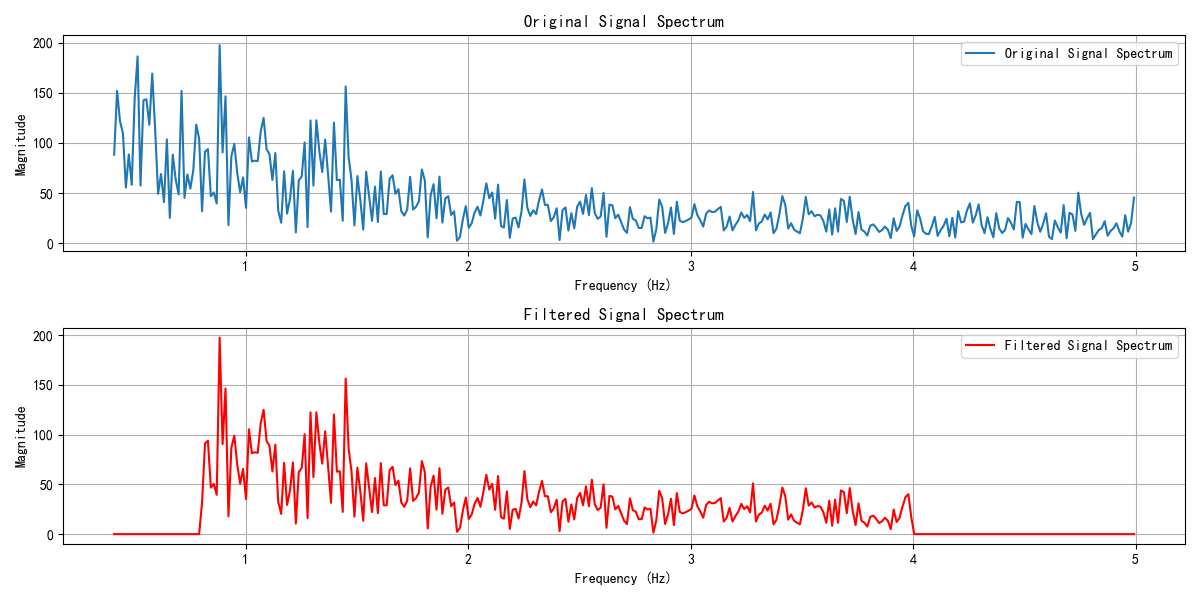 Original Signal Spectrum
200
150
100
50
0
Magnitude
Original Signal Spectrum
1
2
3
4
5
Frequency (Hz)
Filtered Signal Spectrum
200
150
100
50
0
Magnitude
Filtered Signal Spectrum
1
2
3
4
5
Frequency (Hz)